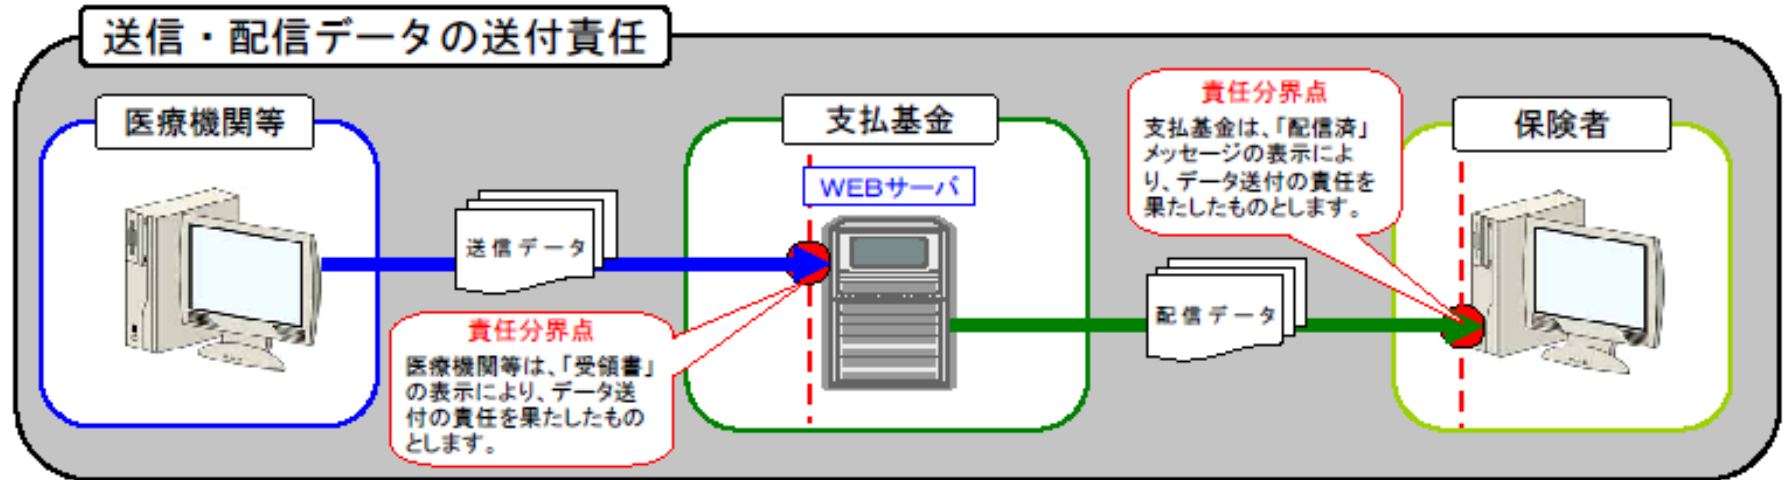 送信・配信データの送付責任
医療機関等
支払基金
保険者
責任分界点
支払基金は、「配信済」
メッセージの表示によ
り、データ送付の責任を
果たしたものとします。
WEBサーバ
送信データ
配信データ
責任分界点
医療機関等は、「受領書」
の表示により、データ送
付の責任を果たしたもの
とします。